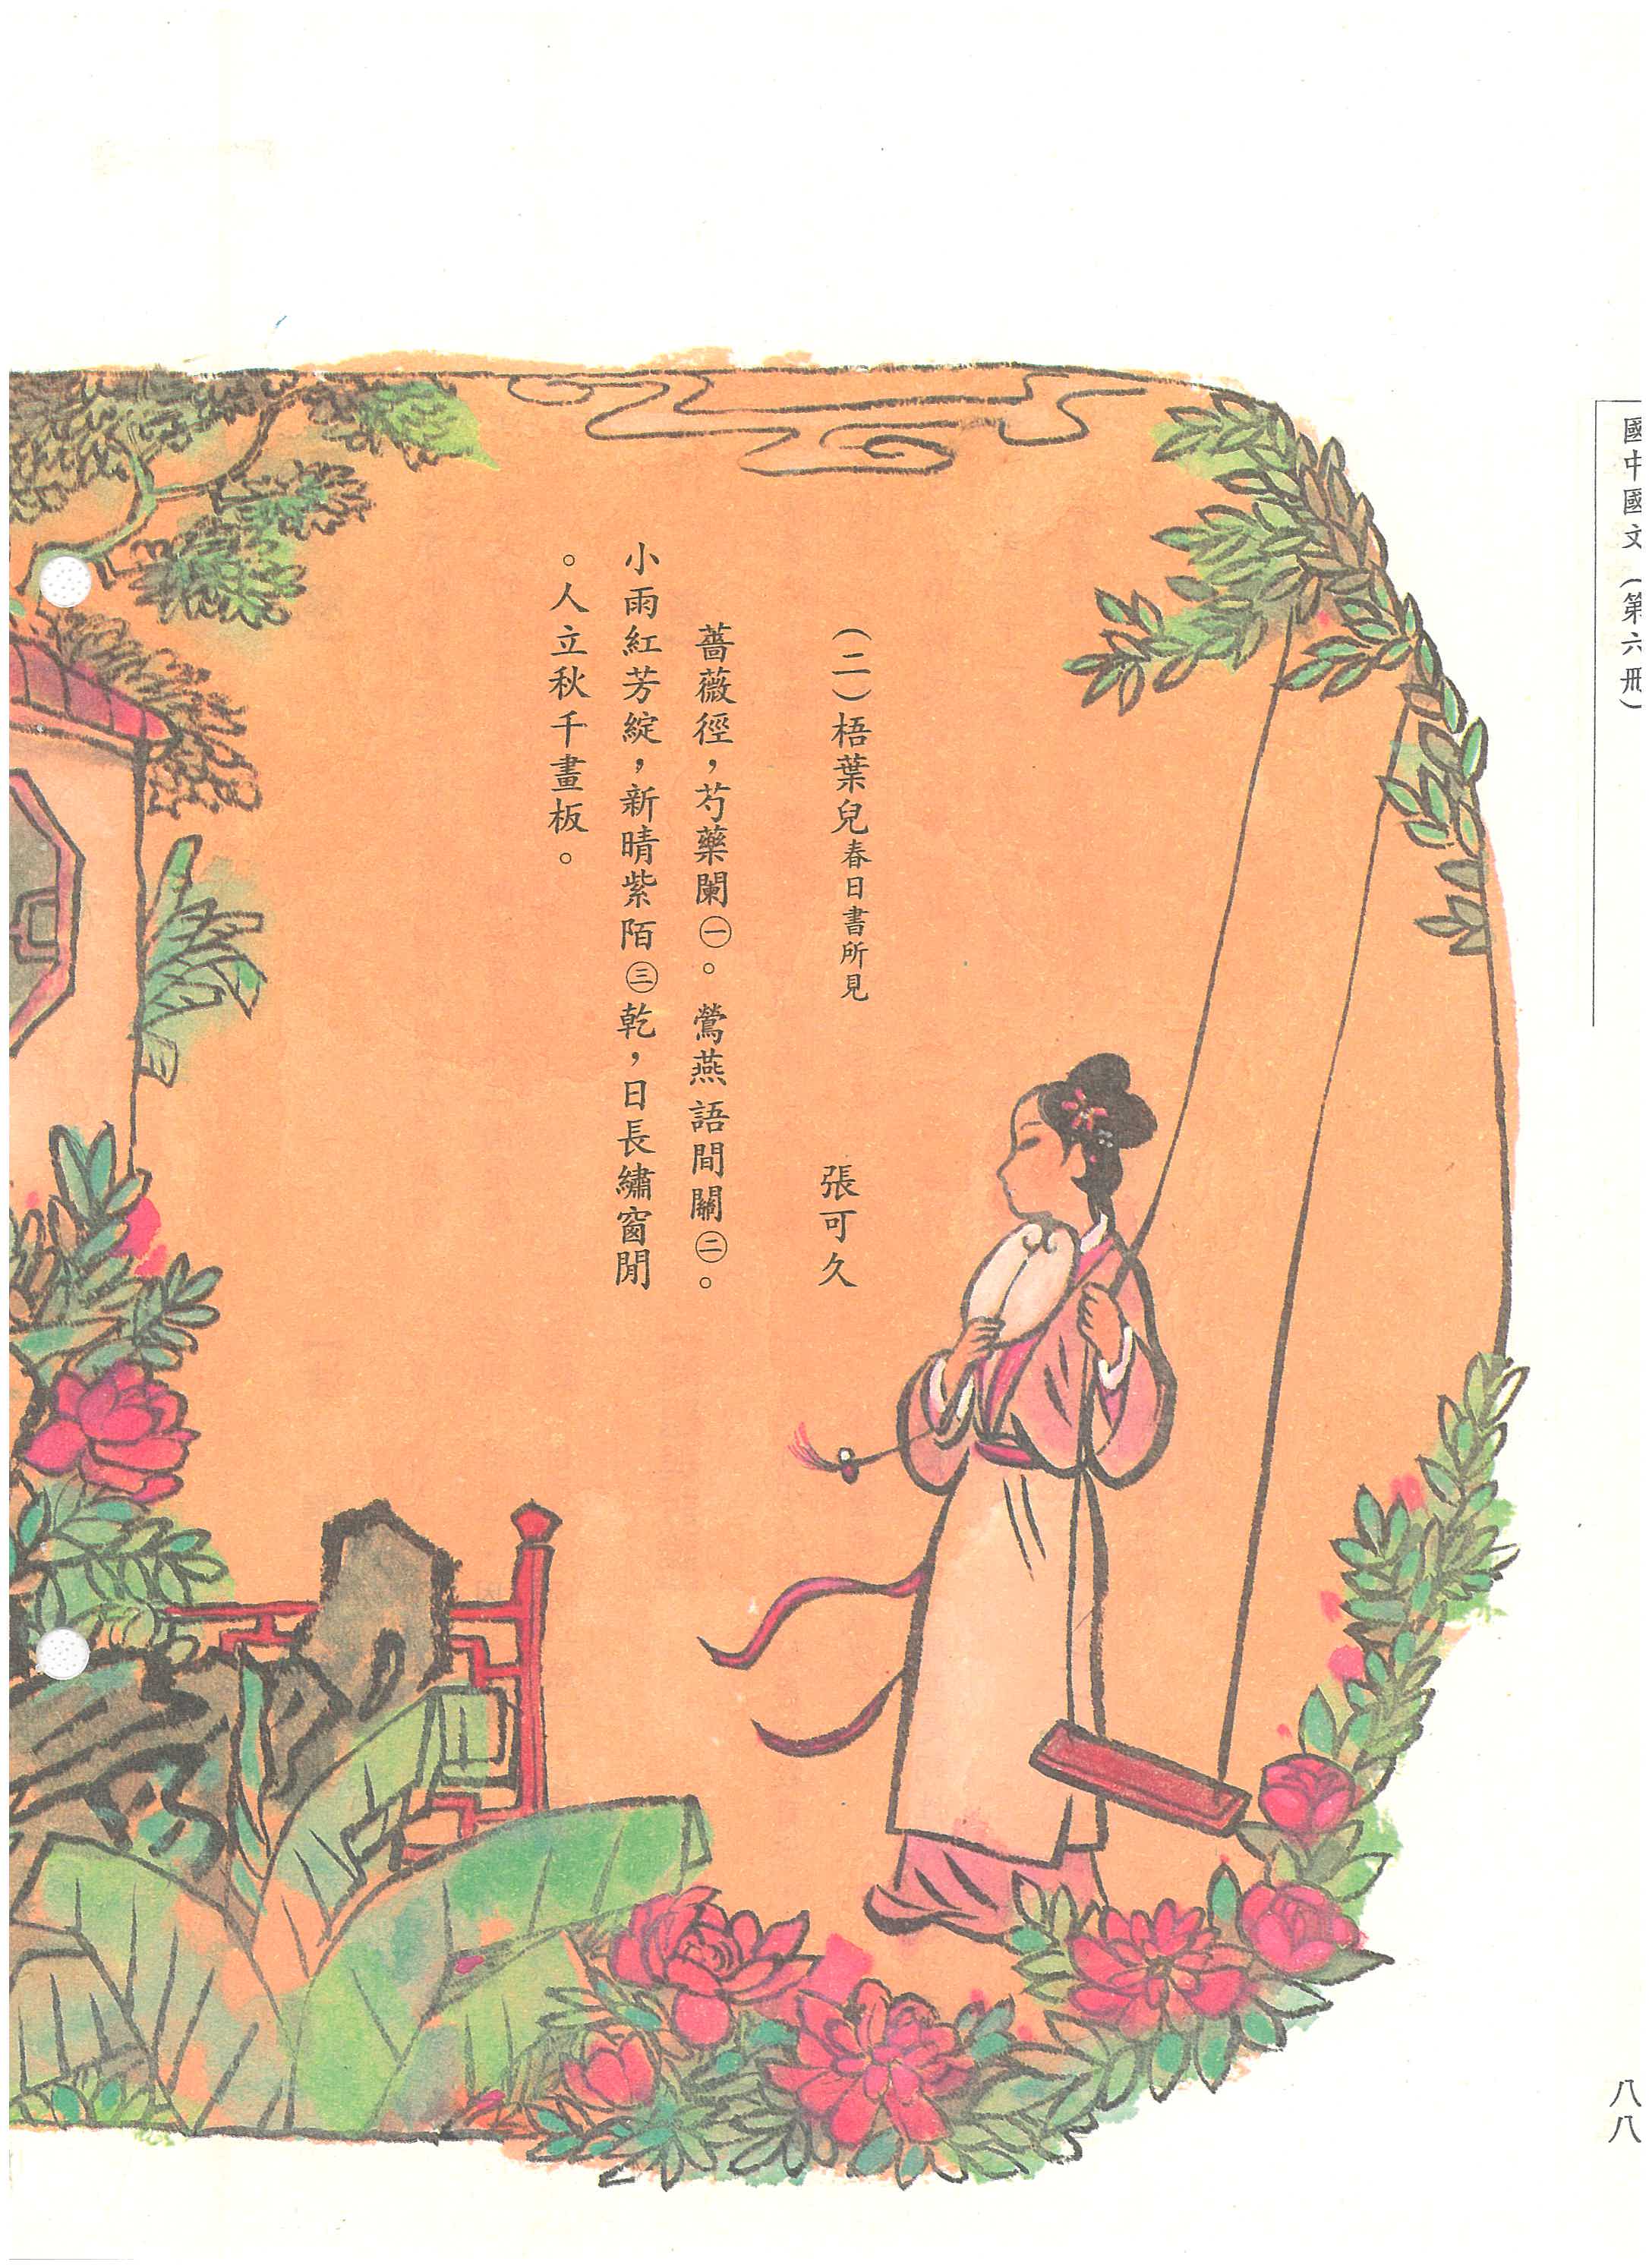 國中國文(第六冊)
(二)梧葉兒春日書所見
張可久
薔薇徑,芍藥闌㊀。鶯燕語間關㊁。
小雨紅芳綻,新晴紫陌㊂乾,日長繡窗閒
。人立秋千畫板。
八八